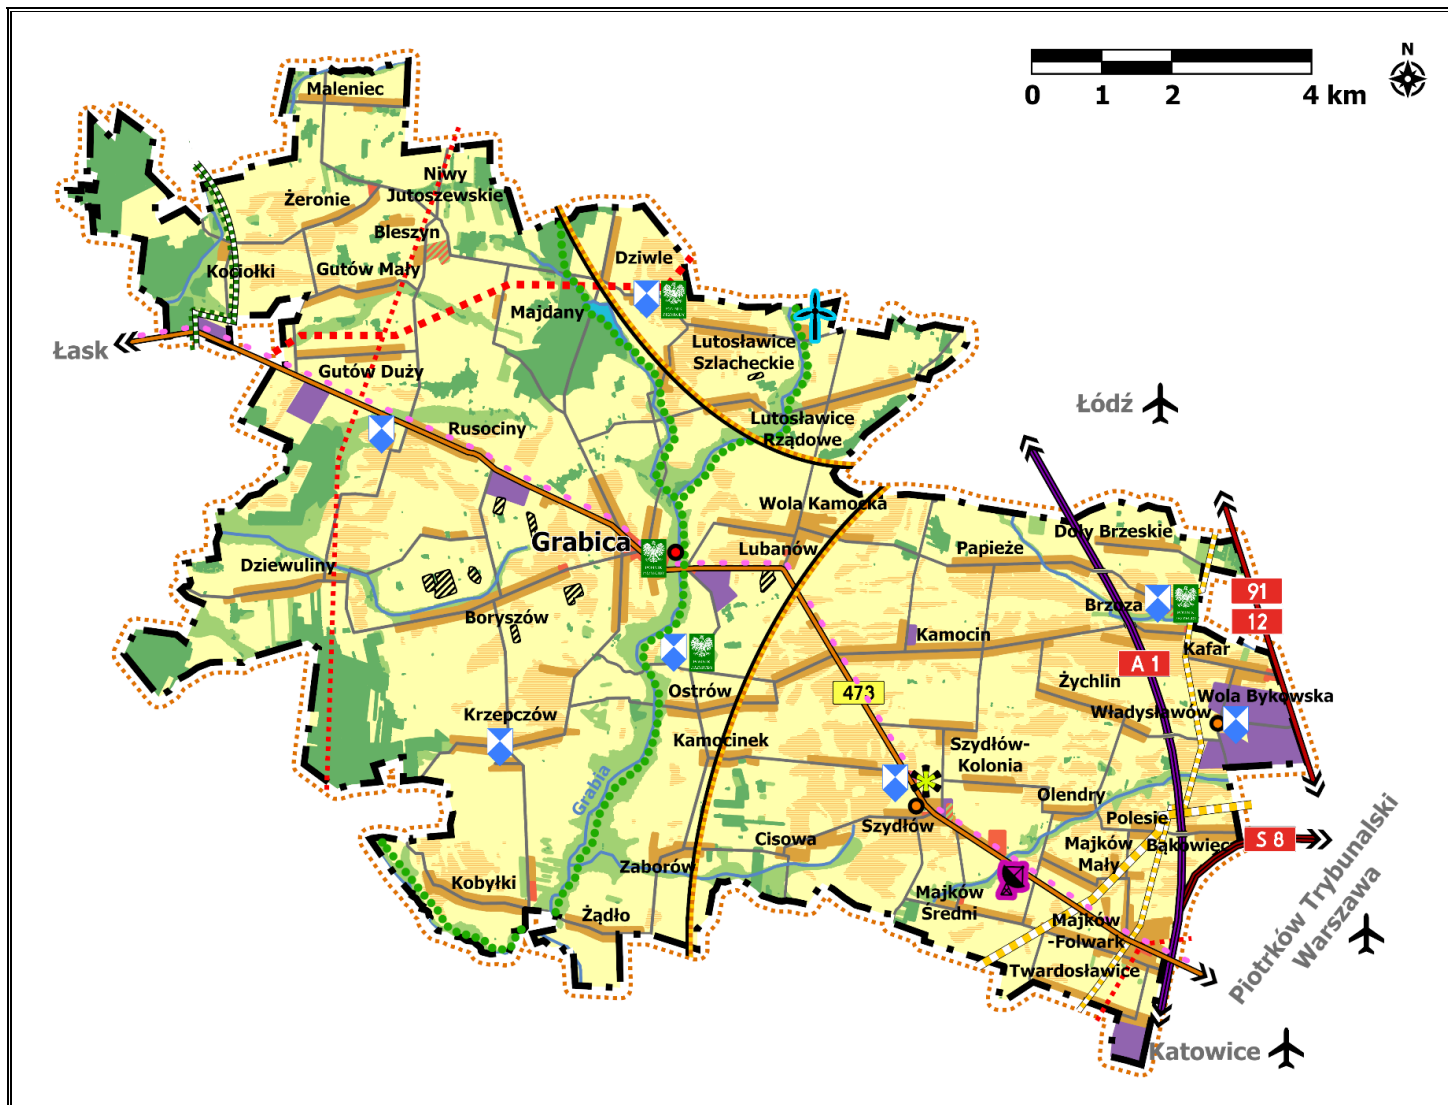 N
0 1 2 4 km
Maleniec
Niwy
Jutoszewskie
Żeronie
Bleszyn
Kociołki
Gutów Mały
Dziwle
Majdany
Lutosławice
Szlacheckie
Łask
Gutów Duży
Rusociny
Lutosławice
Rządowe
Łódź
Wola Kamocka
Grabica
Lubanów
Papieże
Doły Brzeskie
Dziewuliny
Boryszów
Brzoza
91
12
Kamocin
Kafar
A 1
Żychlin
Ostrów
473
Wola Bykowska
Władysławów
Krzepczów
Kamocinek
Szydłów-
Kolonia
Grabia
Olendry
Szydłów
Polesie
Cisowa
Majków
Mały
Bąkowiec
S 8
Zaborów
Kobyłki
Majków
Średni
Żądło
Majków
-Folwark
Twardosławice
Piotrków Trybunalski
Warszawa
Katowice